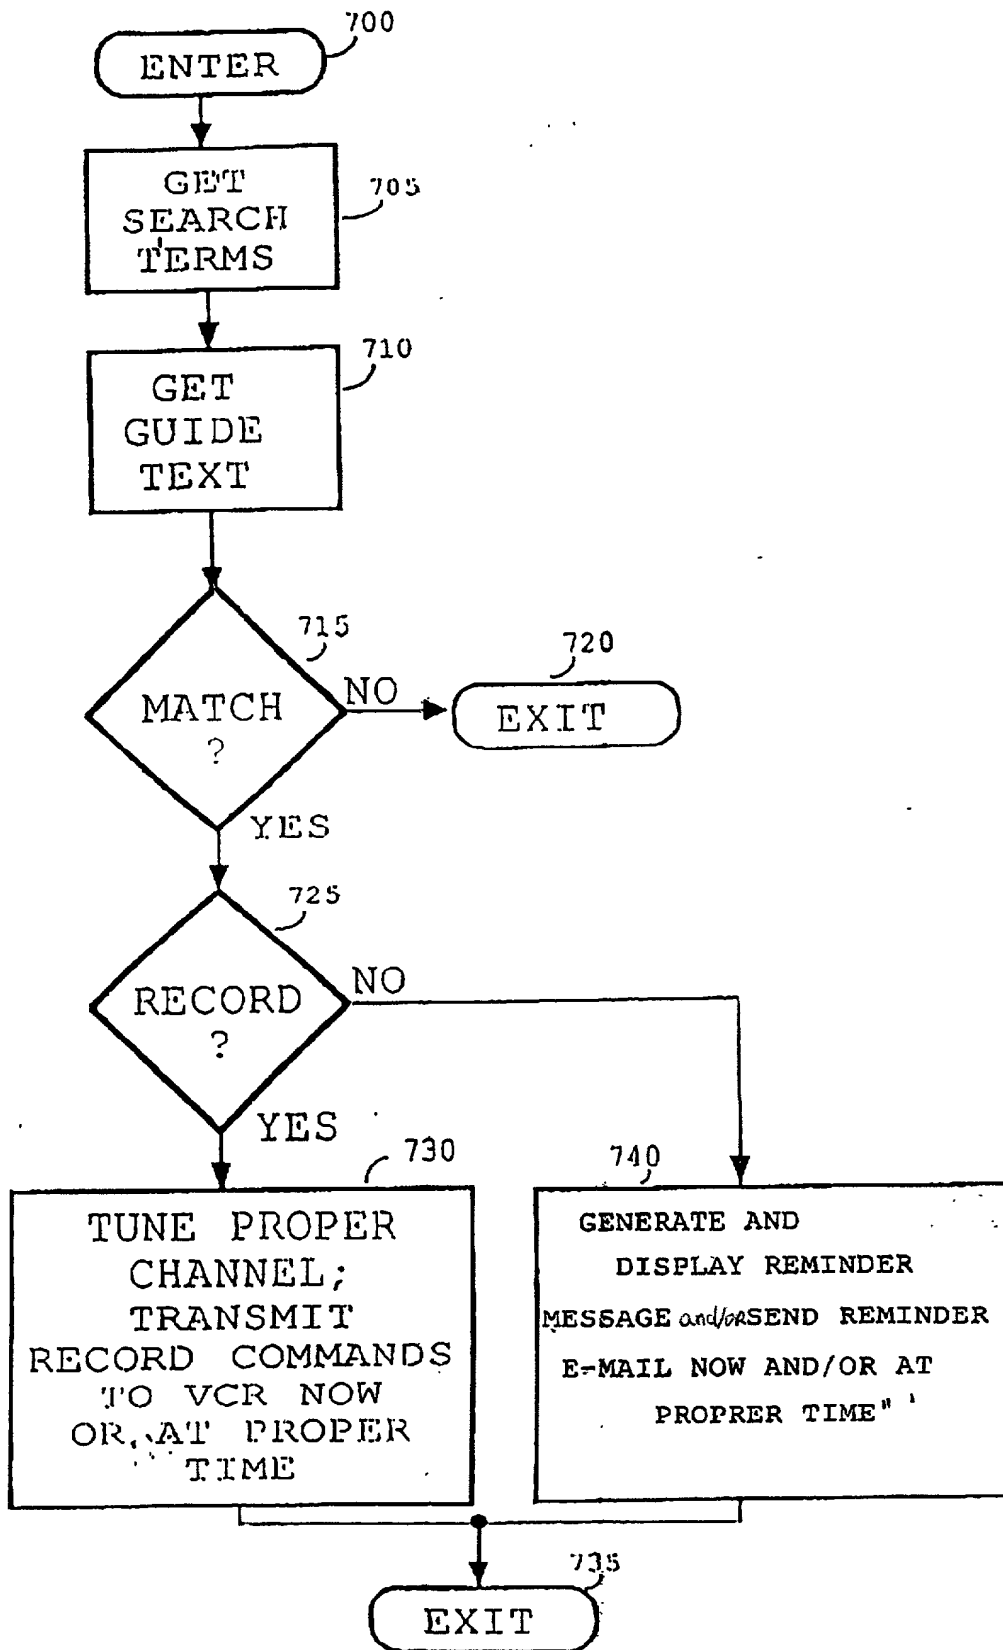 700
ENTER
705
GET
SEARCH
TERMS
710
GET
GUIDE
TEXT
715
MATCH
?
NO
720
EXIT
YES
725
RECORD
?
NO
YES
730
TUNE PROPER
CHANNEL;
TRANSMIT
RECORD COMMANDS
TO VCR NOW
OR, AT PROPER
TIME
740
GENERATE AND
DISPLAY REMINDER
MESSAGE and/or SEND REMINDER
E-MAIL NOW AND/OR AT
PROPRER TIME"
735
EXIT